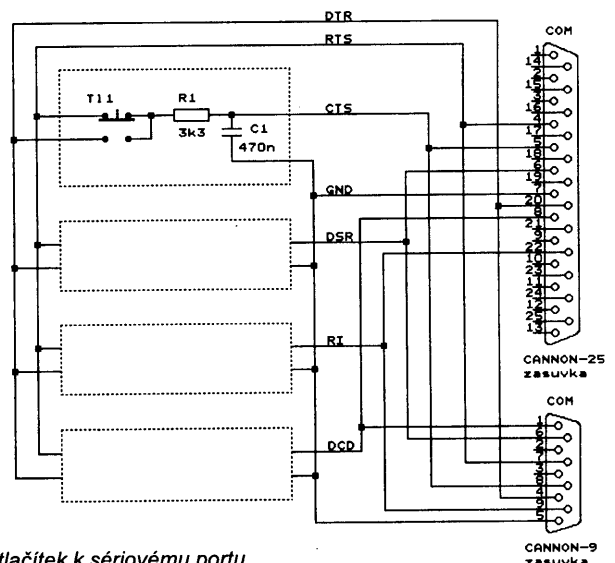 DTR
RTS
COM
Tl1
R1
3k3
C1
470n
CTS
GND
DSR
RI
DCD
1
14
2
15
3
16
4
17
5
18
6
19
7
20
8
21
9
22
10
23
11
24
12
25
13
CANNON-25
zasuvka
COM
1
6
2
7
3
8
4
9
5
CANNON-9
zasuvka
tlačítek k sériovému portu